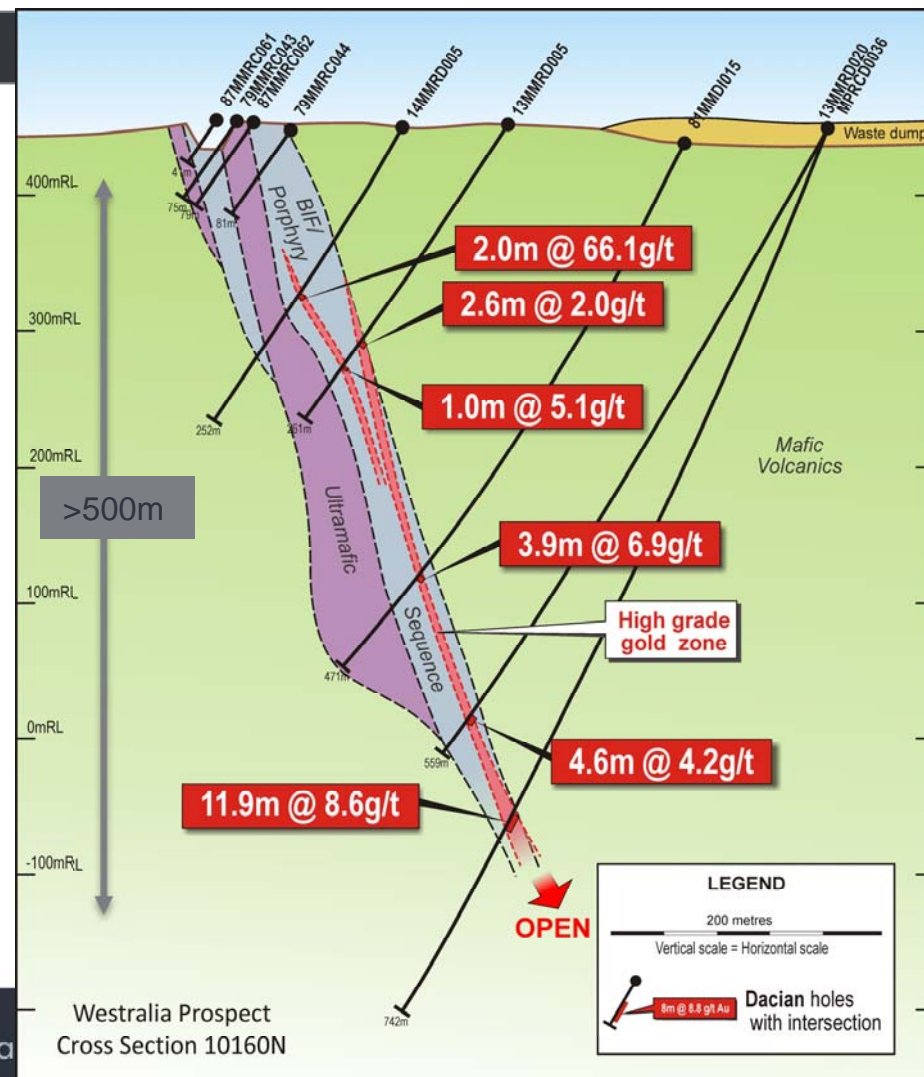 87MMRC061
79MMRC043
87MMRC062
79MMRC044
14MMRD005
13MMRD005
81MMDI015
13MMRD020
MPRCD0036
Waste dump
41m
75m
79m
81m
400mRL
BIF/
Porphyry
2.0m @ 66.1g/t
2.6m @ 2.0g/t
300mRL
1.0m @ 5.1g/t
252m
261m
Mafic
Volcanics
200mRL
>500m
Ultramafic
3.9m @ 6.9g/t
100mRL
Sequence
High grade
gold zone
471m
0mRL
559m
4.6m @ 4.2g/t
11.9m @ 8.6g/t
-100mRL
OPEN
LEGEND
200 metres
Vertical scale = Horizontal scale
8m @ 8.8 g/t Au
Dacian holes
with intersection
742m
Westralia Prospect
Cross Section 10160N
a